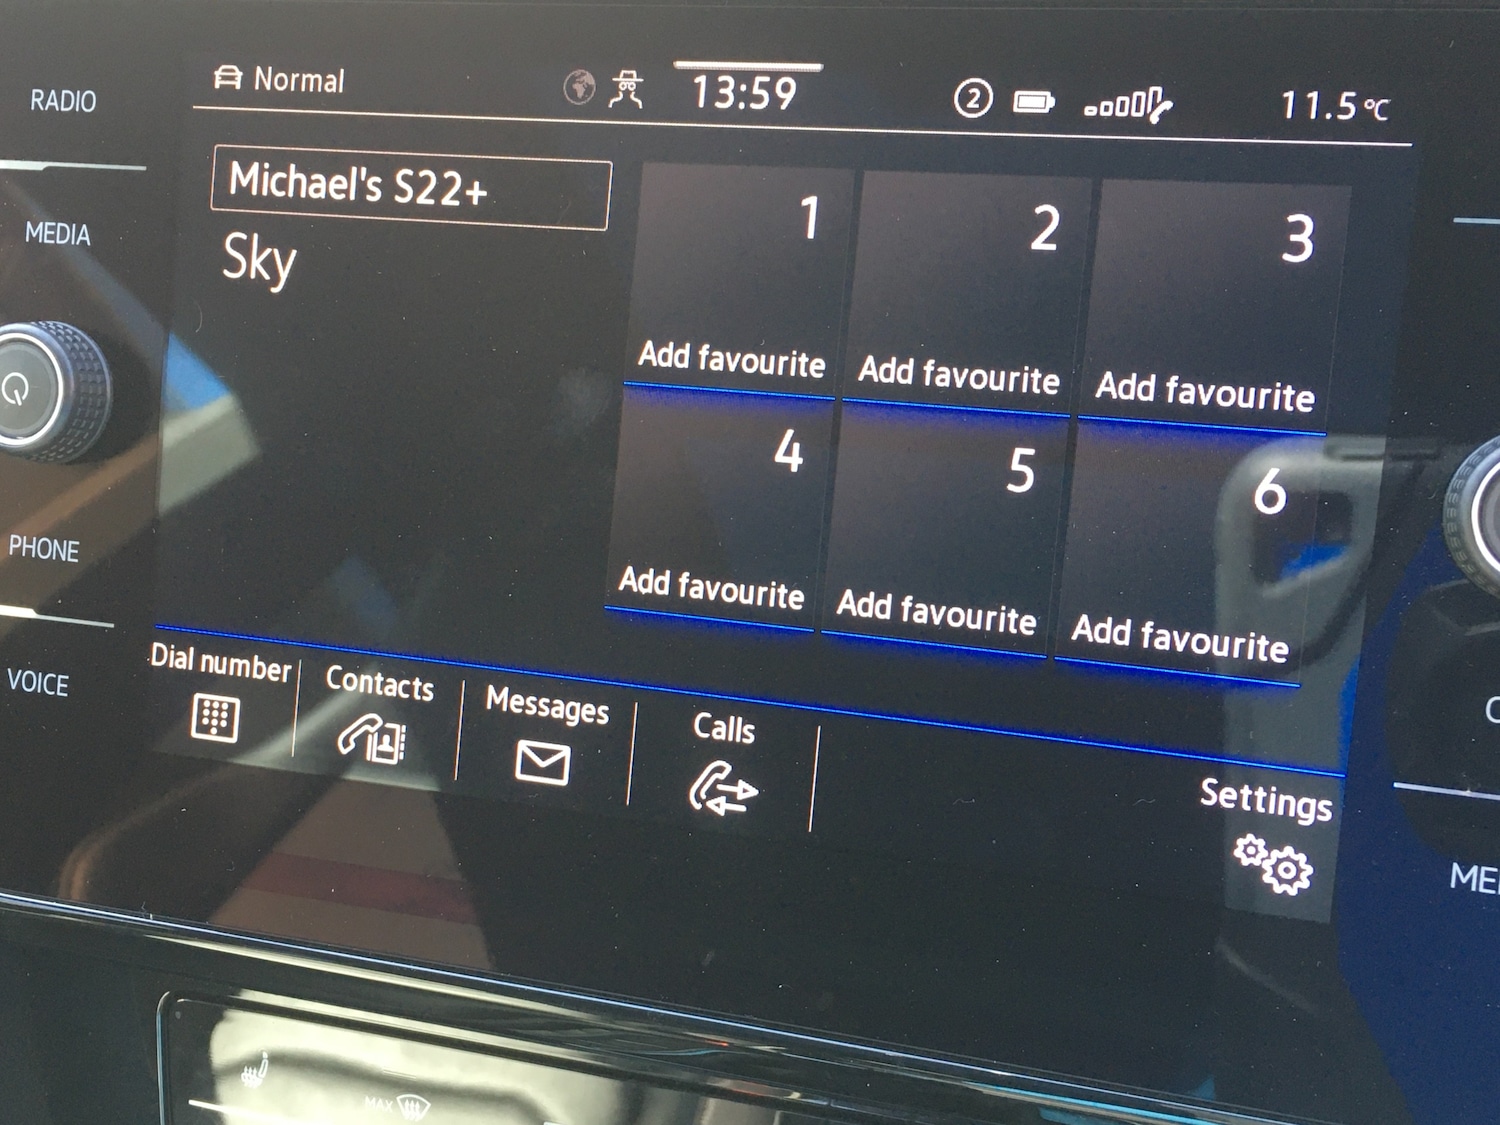 RADIO
MEDIA
PHONE
VOICE
Normal
13:59
2
11.5°C
Michael's S22+
Sky
1
Add favourite
2
Add favourite
3
Add favourite
4
Add favourite
5
Add favourite
6
Add favourite
Dial number
Contacts
Messages
Calls
Settings
MAX